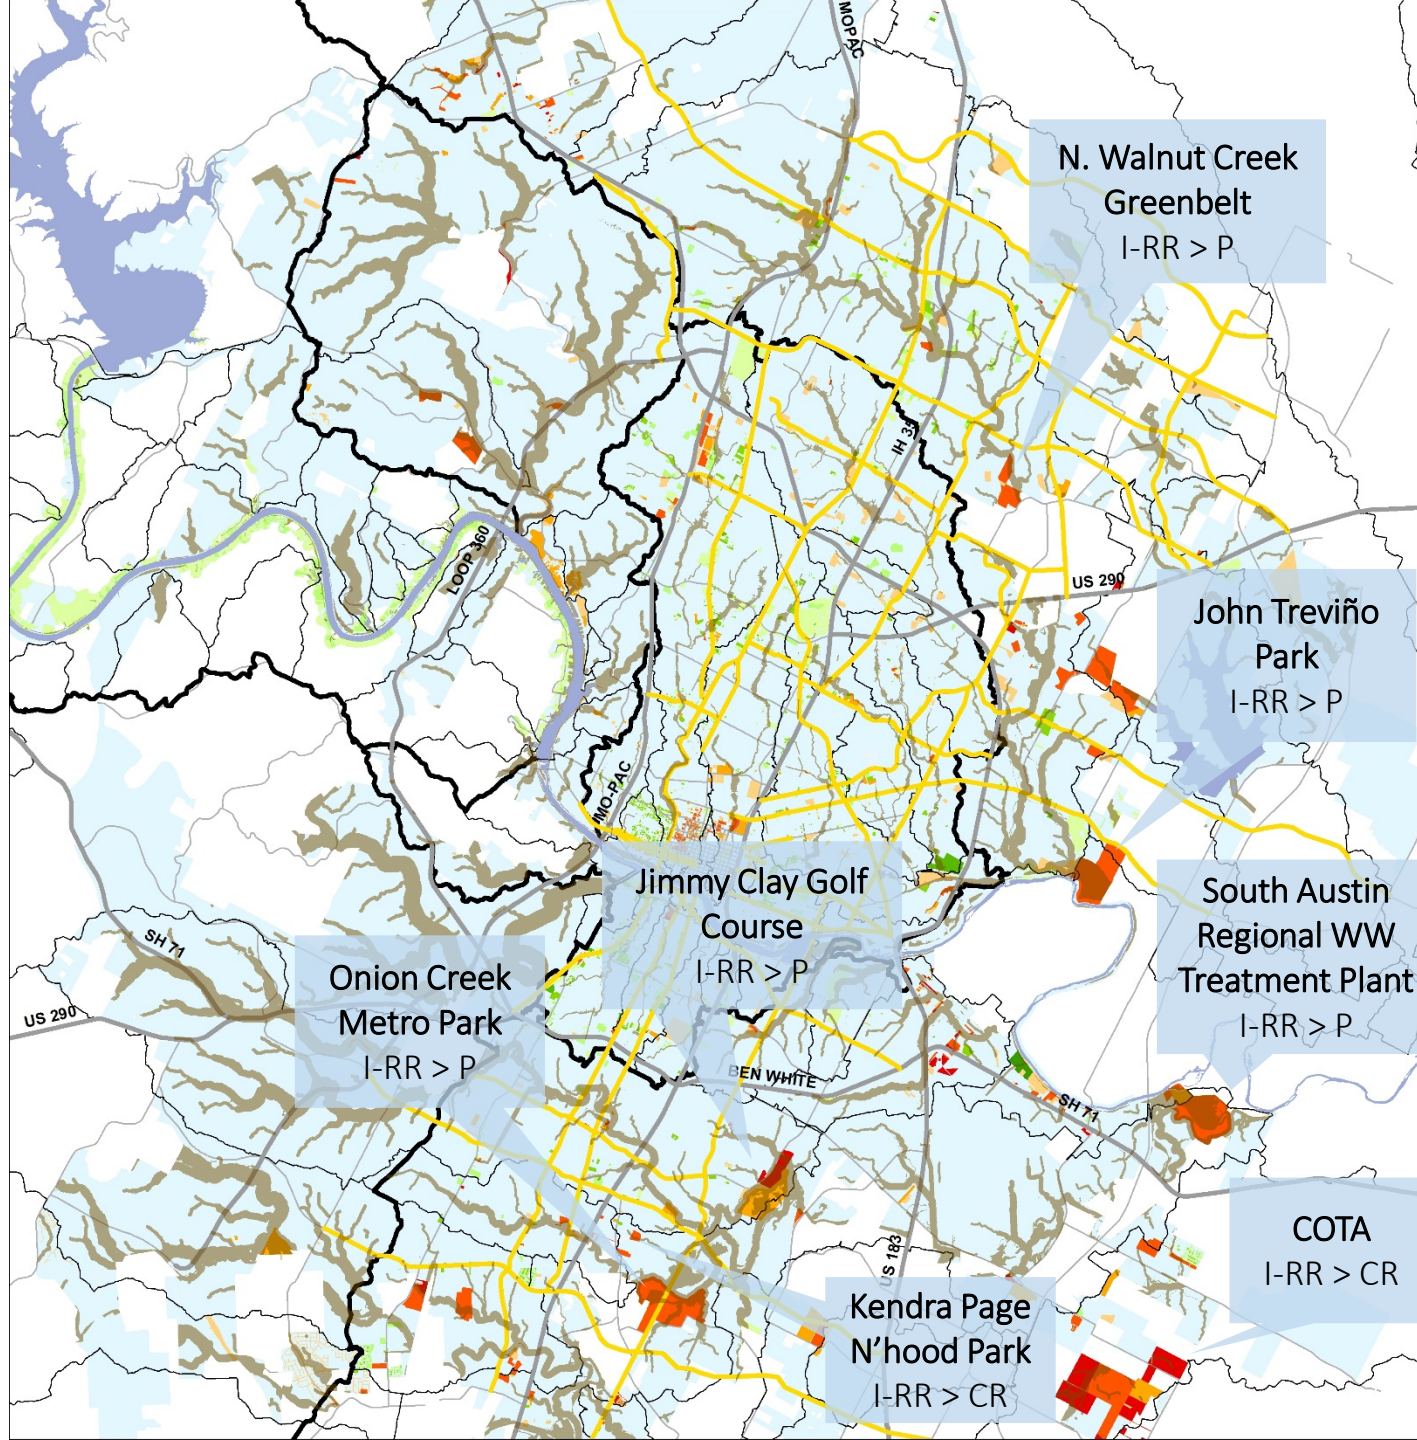 MOPAC
N. Walnut Creek
Greenbelt
I-RR > P
IH 35
LOOP 360
US 290
John Treviño
Park
I-RR > P
MO-PAC
Jimmy Clay Golf
Course
I-RR > P
South Austin
Regional WW
Treatment Plant
I-RR > P
SH 71
US 290
Onion Creek
Metro Park
I-RR > P
BEN WHITE
SH 71
COTA
I-RR > CR
US 183
Kendra Page
N'hood Park
I-RR > CR